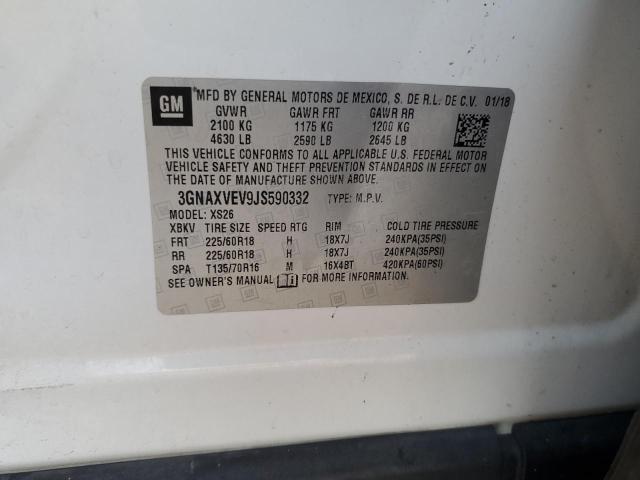 GM MFD BY GENERAL MOTORS DE MEXICO, S. DE R.L. DE C.V. 01/18
GVWR GAWR FRT GAWR RR
2100 KG 1175 KG 1200 KG
4630 LB 2590 LB 2645 LB
THIS VEHICLE CONFORMS TO ALL APPLICABLE U.S. FEDERAL MOTOR
VEHICLE SAFETY AND THEFT PREVENTION STANDARDS IN EFFECT ON
THE DATE OF MANUFACTURE SHOWN ABOVE.
3GNAXVEV9JS590332 TYPE: M.P.V.
MODEL: XS26
XBKV TIRE SIZE SPEED RTG RIM COLD TIRE PRESSURE
FRT 225/60R18 H 18X7J 240KPA(35PSI)
RR 225/60R18 H 18X7J 240KPA(35PSI)
SPA T135/70R16 M 16X4BT 420KPA(60PSI)
SEE OWNER'S MANUAL FOR MORE INFORMATION.